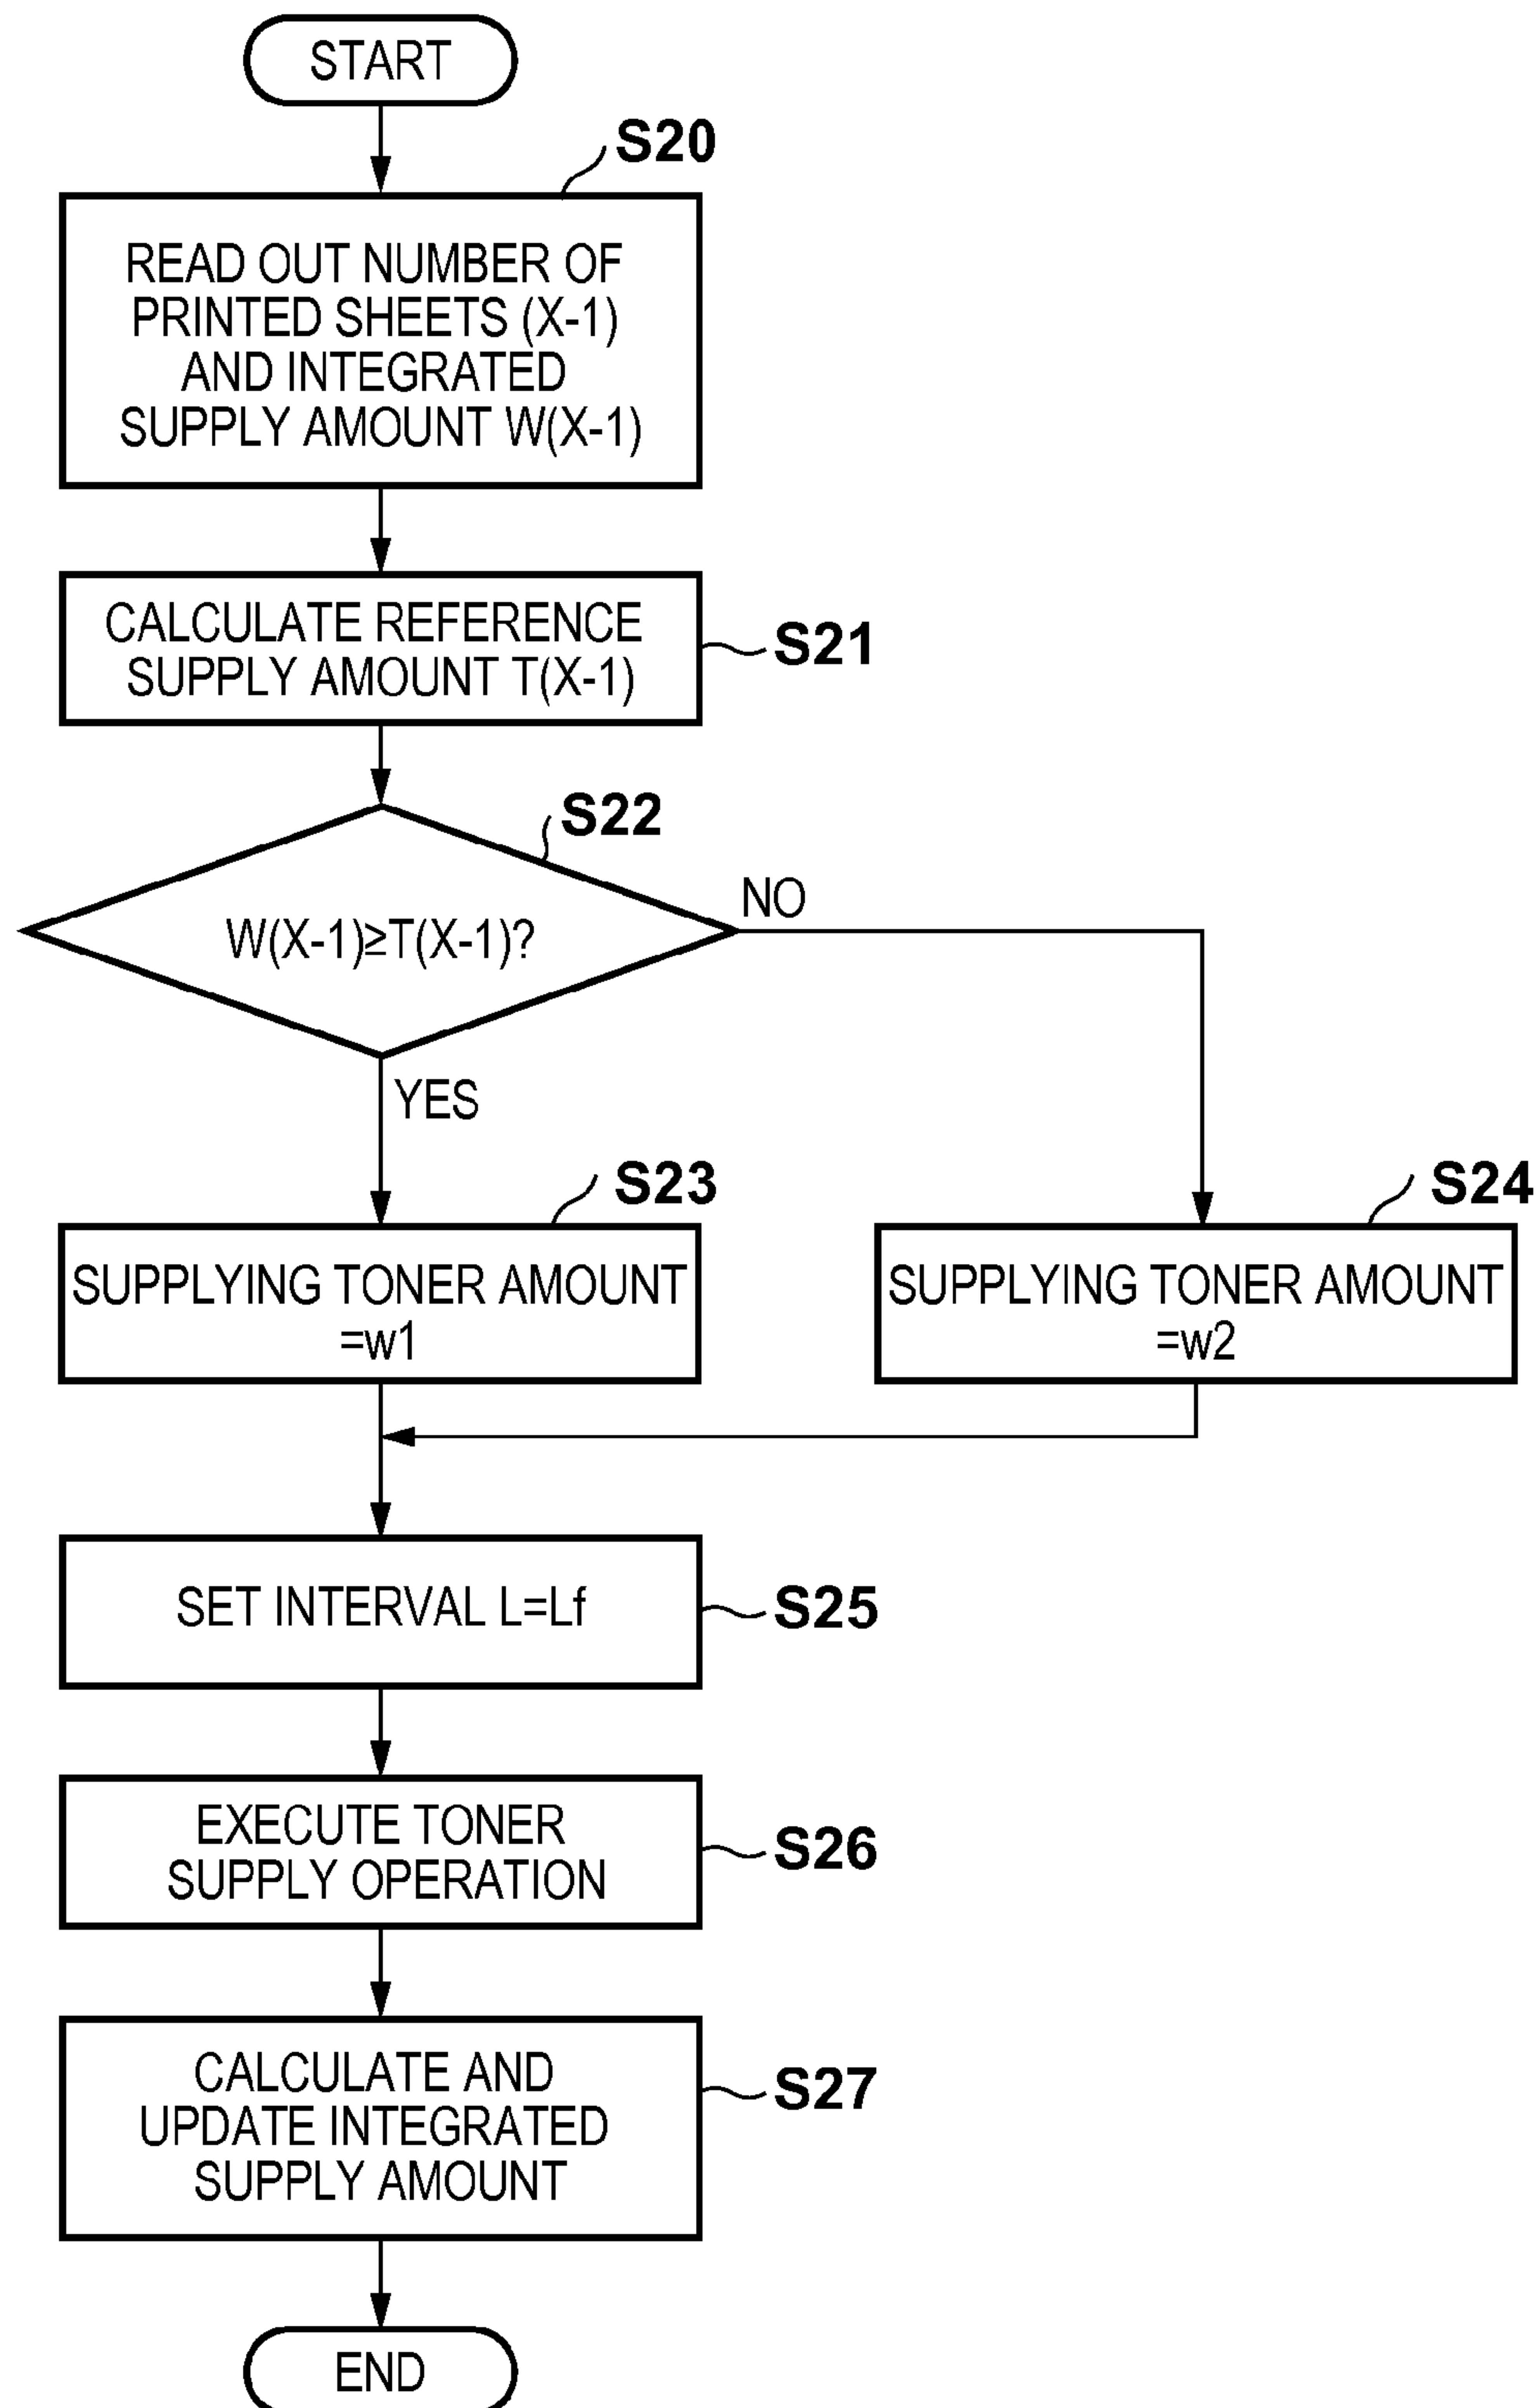 START
S20
READ OUT NUMBER OF
PRINTED SHEETS (X-1)
AND INTEGRATED
SUPPLY AMOUNT W(X-1)
CALCULATE REFERENCE
SUPPLY AMOUNT T(X-1)
S21
S22
W(X-1)≥T(X-1)?
NO
YES
S23
SUPPLYING TONER AMOUNT
=w1
S24
SUPPLYING TONER AMOUNT
=w2
SET INTERVAL L=Lf
S25
EXECUTE TONER
SUPPLY OPERATION
S26
CALCULATE AND
UPDATE INTEGRATED
SUPPLY AMOUNT
S27
END